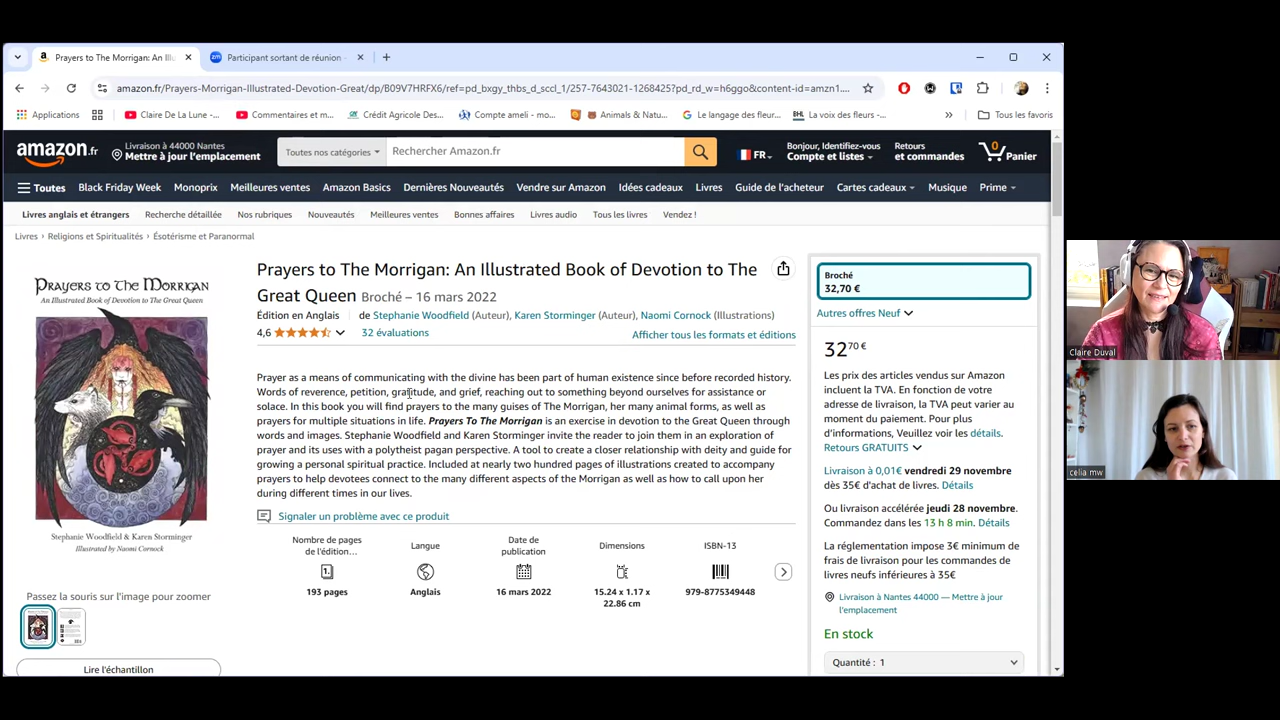 Prayers to The Morrigan: An Illu
Participant sortant de réunion -
amazon.fr/Prayers-Morrigan-Illustrated-Devotion-Great/dp/B09V7HRFX6/ref=pd_bxgy_thbs_d_sccl_1/257-7643021-1268425?pd_rd_w=h6ggo&content-id=amzn1....
Applications
Claire De La Lune -...
Commentaires et m...
Crédit Agricole Des...
Compte ameli - mo...
Animals & Natu...
Le langage des fleur...
BHL La voix des fleurs -...
»
Tous les favoris
amazon.fr
Livraison à 44000 Nantes
Mettre à jour l'emplacement
Toutes nos catégories
Rechercher Amazon.fr
FR
Bonjour, Identifiez-vous
Compte et listes
Retours
et commandes
0
Panier
Toutes
Black Friday Week
Monoprix
Meilleures ventes
Amazon Basics
Dernières Nouveautés
Vendre sur Amazon
Idées cadeaux
Livres
Guide de l'acheteur
Cartes cadeaux
Musique
Prime
Livres anglais et étrangers
Recherche détaillée
Nos rubriques
Nouveautés
Meilleures ventes
Bonnes affaires
Livres audio
Tous les livres
Vendez !
Livres › Religions et Spiritualités › Ésotérisme et Paranormal
Prayers to The Morrigan
An Illustrated Book of Devotion to The Great Queen
Stephanie Woodfield & Karen Storminger
Illustrated by Naomi Cornock
Passez la souris sur l'image pour zoomer
Lire l'échantillon
Prayers to The Morrigan: An Illustrated Book of Devotion to The
Great Queen Broché – 16 mars 2022
Édition en Anglais de Stephanie Woodfield (Auteur), Karen Storminger (Auteur), Naomi Cornock (Illustrations)
4,6
32 évaluations
Afficher tous les formats et éditions
Prayer as a means of communicating with the divine has been part of human existence since before recorded history.
Words of reverence, petition, gratitude, and grief, reaching out to something beyond ourselves for assistance or
solace. In this book you will find prayers to the many guises of The Morrigan, her many animal forms, as well as
prayers for multiple situations in life. Prayers To The Morrigan is an exercise in devotion to the Great Queen through
words and images. Stephanie Woodfield and Karen Storminger invite the reader to join them in an exploration of
prayer and its uses with a polytheist pagan perspective. A tool to create a closer relationship with deity and guide for
growing a personal spiritual practice. Included at nearly two hundred pages of illustrations created to accompany
prayers to help devotees connect to the many different aspects of the Morrigan as well as how to call upon her
during different times in our lives.
Signaler un problème avec ce produit
Nombre de pages
de l'édition...
1.
193 pages
Langue
Anglais
Date de
publication
16 mars 2022
Dimensions
15.24 x 1.17 x
22.86 cm
ISBN-13
979-8775349448
Broché
32,70 €
Autres offres Neuf
32 70 €
Les prix des articles vendus sur Amazon
incluent la TVA. En fonction de votre
adresse de livraison, la TVA peut varier au
moment du paiement. Pour plus
d'informations, Veuillez voir les détails.
Retours GRATUITS
Livraison à 0,01€ vendredi 29 novembre
dès 35€ d'achat de livres. Détails
Ou livraison accélérée jeudi 28 novembre.
Commandez dans les 13 h 8 min. Détails
La réglementation impose 3€ minimum de
frais de livraison pour les commandes de
livres neufs inférieures à 35€
Livraison à Nantes 44000 — Mettre à jour
l'emplacement
En stock
Quantité : 1
Claire Duval
celia mw